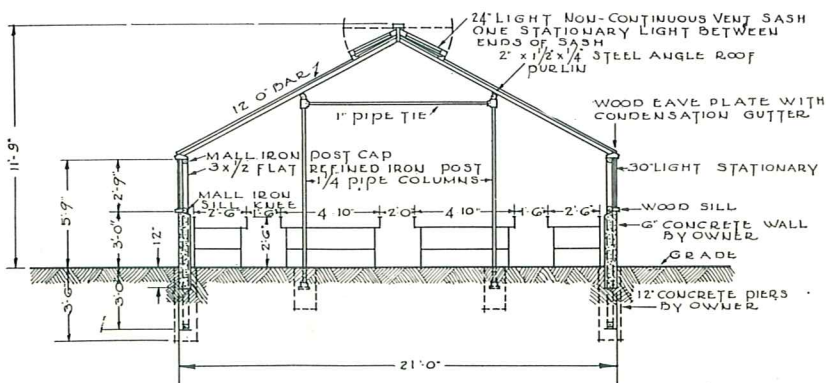 24" LIGHT NON-CONTINUOUS VENT SASH
ONE STATIONARY LIGHT BETWEEN
ENDS OF SASH
2" x 1 1/2" x 1/4" STEEL ANGLE ROOF
PURLIN
12'0" BAR
1" PIPE TIE
WOOD EAVE PLATE WITH
CONDENSATION GUTTER
11'-9"
MALL. IRON POST CAP
3 x 1/2 FLAT REFINED IRON POST
1 1/4 PIPE COLUMNS
30" LIGHT STATIONARY
5'-9"
2'-9"
MALL IRON
SILL KNEE
WOOD SILL
2'-6"
1'-6"
4'-10"
2'-0"
4'-10"
1'-6"
2'-6"
3'-0"
2'-6"
6" CONCRETE WALL
BY OWNER
12"
GRADE
3'-6"
3'-0"
12" CONCRETE PIERS
BY OWNER
21'-0"